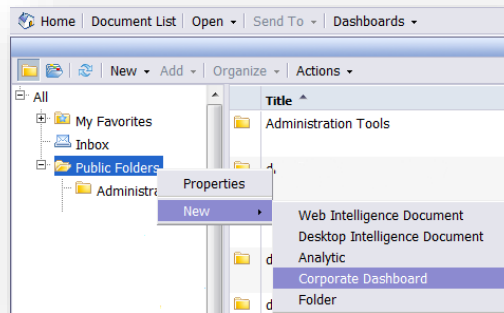 Home | Document List | Open | Send To | Dashboards
New Add | Organize Actions
All
My Favorites
Inbox
Public Folders
Title
Administration Tools
Properties
New
Web Intelligence Document
Desktop Intelligence Document
Analytic
Corporate Dashboard
Folder